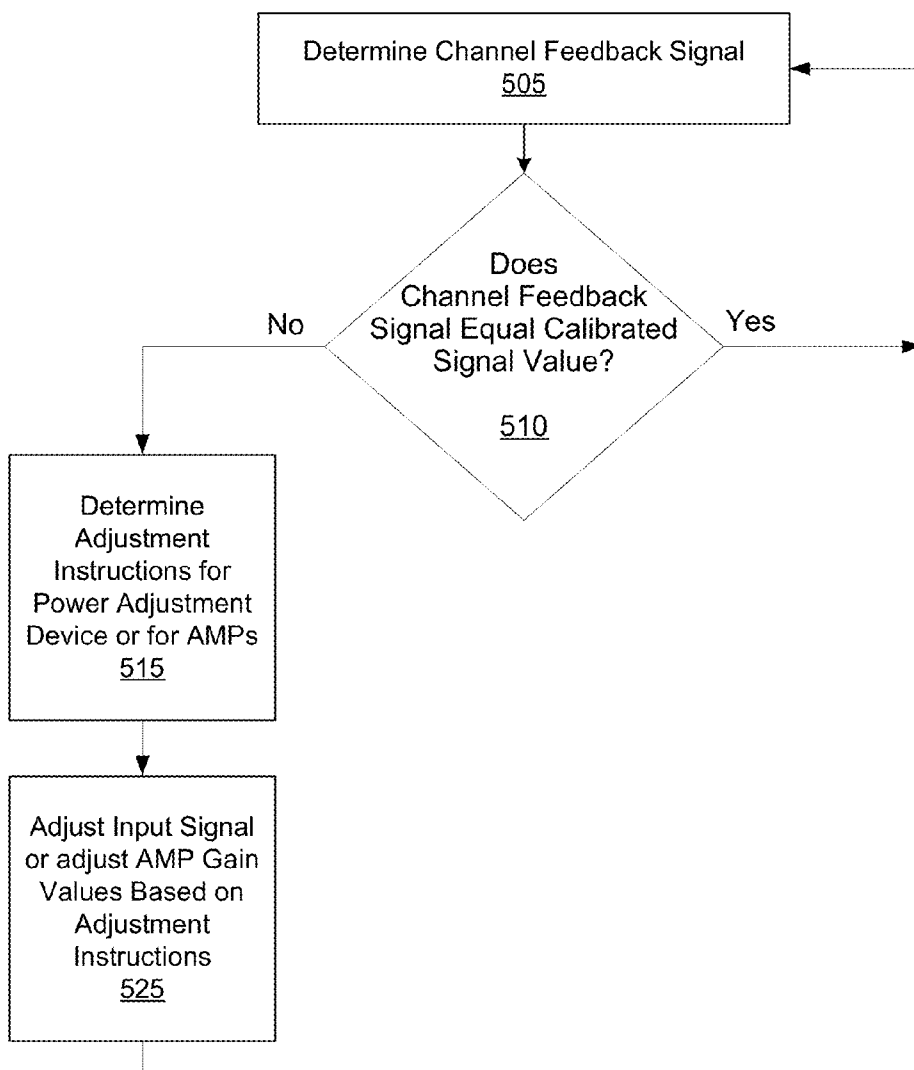 Determine Channel Feedback Signal
505
Does
Channel Feedback
Signal Equal Calibrated
Signal Value?
510
No
Yes
Determine
Adjustment
Instructions for
Power Adjustment
Device or for AMPs
515
Adjust Input Signal
or adjust AMP Gain
Values Based on
Adjustment
Instructions
525